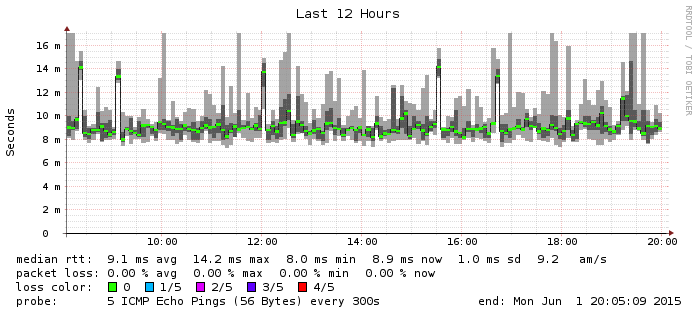 Last 12 Hours
RRDTOOL / TOBI OETIKER
Seconds
16 m
14 m
12 m
10 m
8 m
6 m
4 m
2 m
0
10:00 12:00 14:00 16:00 18:00 20:00
median rtt: 9.1 ms avg 14.2 ms max 8.0 ms min 8.9 ms now 1.0 ms sd 9.2 am/s
packet loss: 0.00 % avg 0.00 % max 0.00 % min 0.00 % now
loss color: 0 1/5 2/5 3/5 4/5
probe: 5 ICMP Echo Pings (56 Bytes) every 300s end: Mon Jun 1 20:05:09 2015